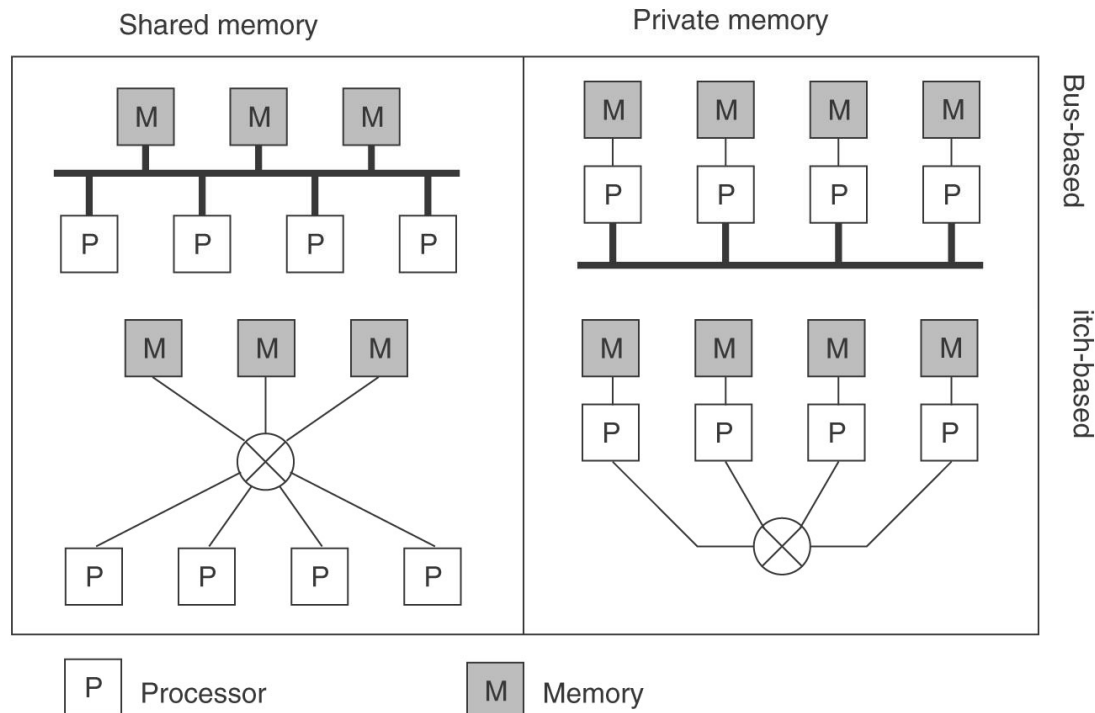 Shared memory
Private memory
M M M
P P P P
M M M M
P P P P
Bus-based
M M M
P P P P
M M M M
P P P P
itch-based
P Processor
M Memory